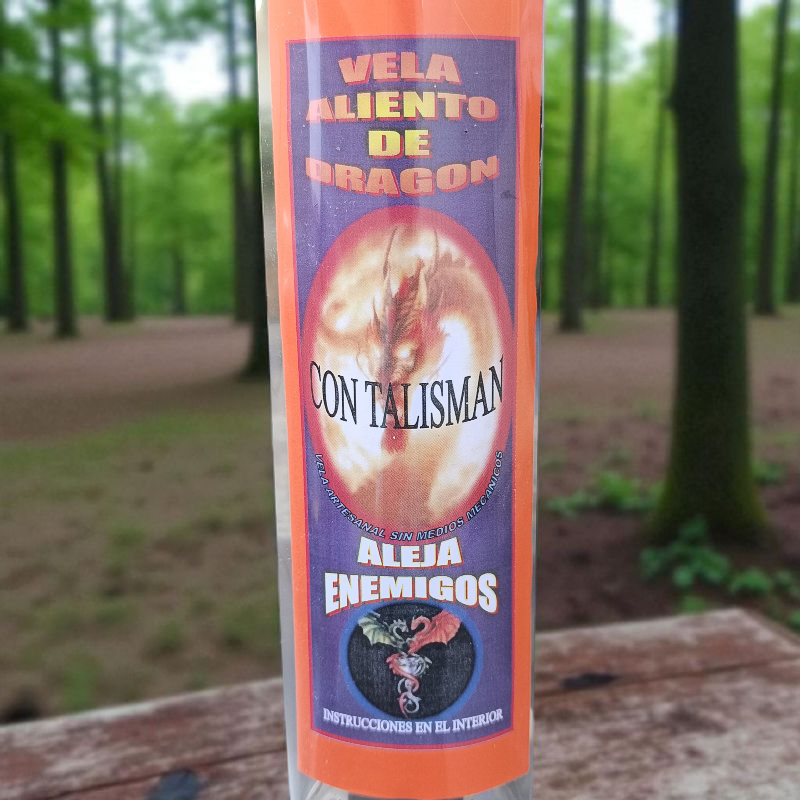 VELA
ALIENTO
DE
DRAGON
CON TALISMAN
VELA ARTESANAL SIN MEDIOS MECANICOS
ALEJA
ENEMIGOS
INSTRUCCIONES EN EL INTERIOR